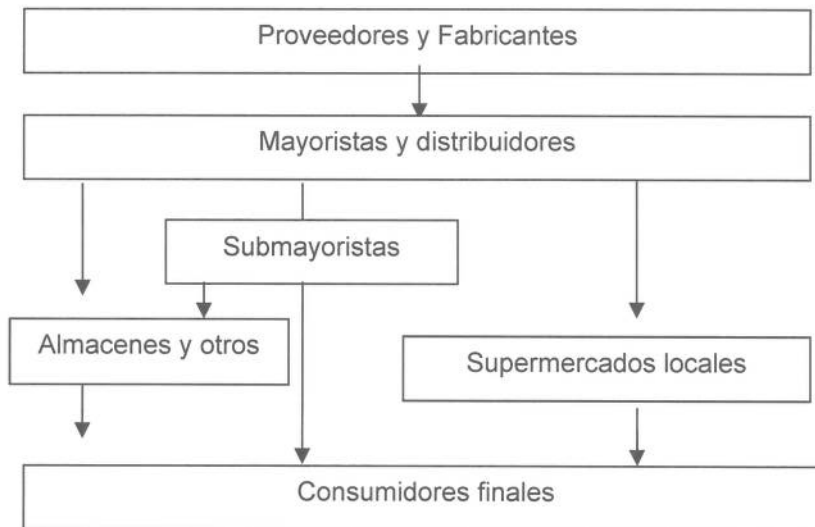 Proveedores y Fabricantes
Mayoristas y distribuidores
Submayoristas
Almacenes y otros
Supermercados locales
Consumidores finales